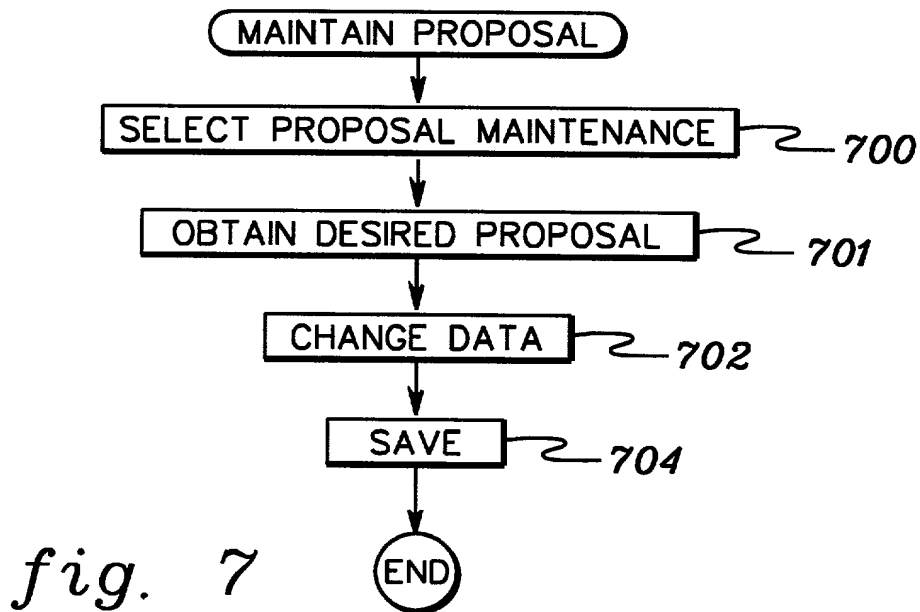 MAINTAIN PROPOSAL
SELECT PROPOSAL MAINTENANCE
700
OBTAIN DESIRED PROPOSAL
701
CHANGE DATA
702
SAVE
704
END
fig. 7